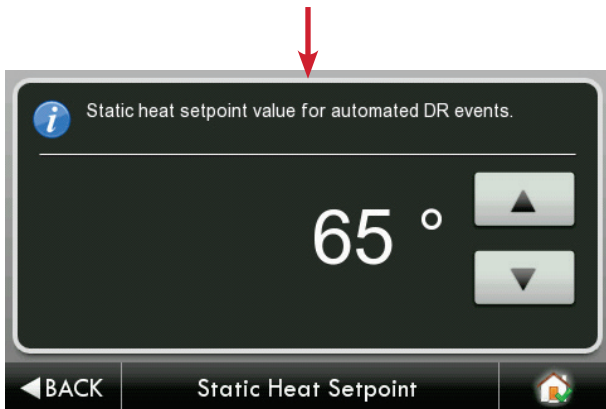 i
Static heat setpoint value for automated DR events.
65 °
BACK
Static Heat Setpoint